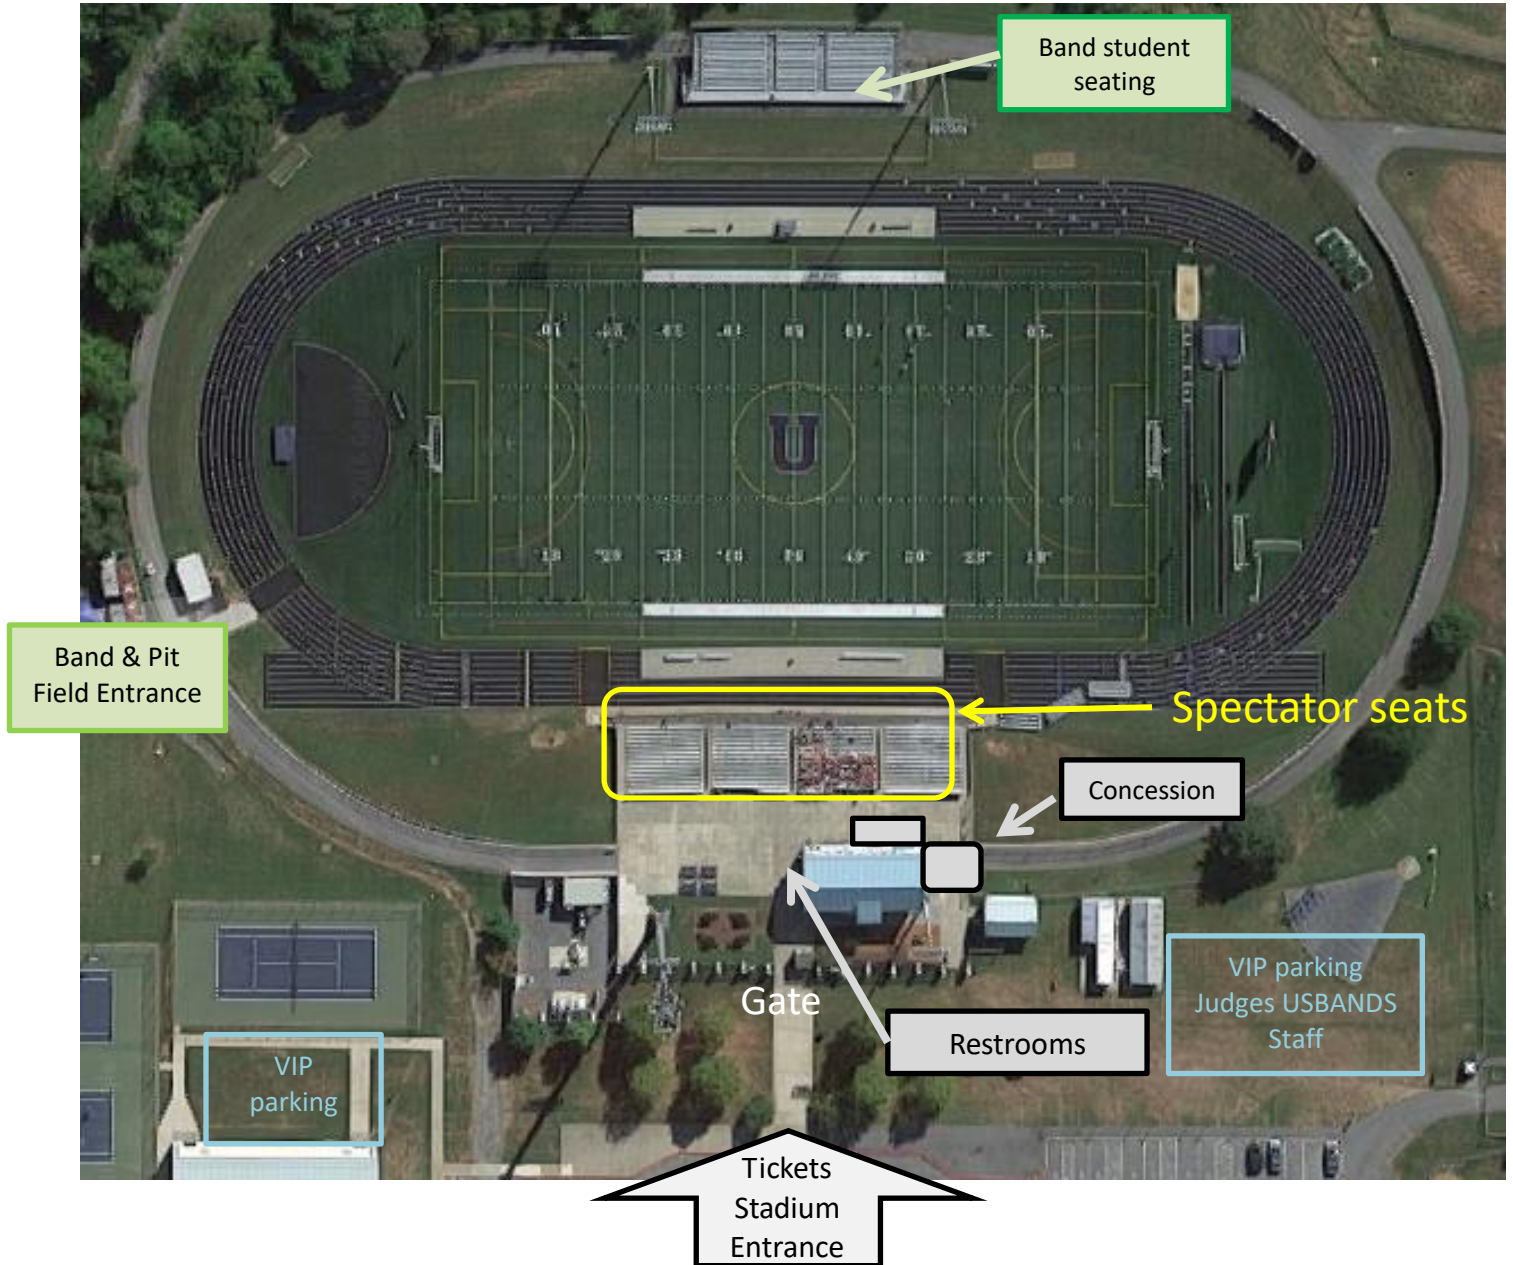 Band student
seating
U
Band & Pit
Field Entrance
Spectator seats
Concession
Gate
Restrooms
VIP parking
Judges USBANDS
Staff
VIP
parking
Tickets
Stadium
Entrance